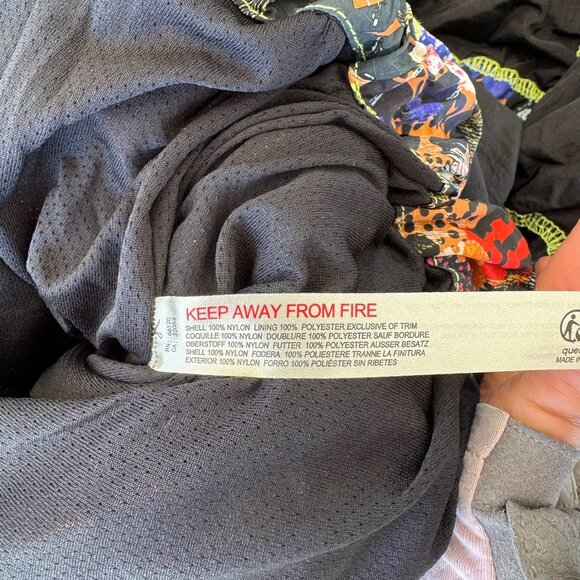 KEEP AWAY FROM FIRE
SHELL 100% NYLON LINING 100% POLYESTER EXCLUSIVE OF TRIM
COQUILLE 100% NYLON DOUBLURE 100% POLYESTER SAUF BORDURE
OBERSTOFF 100% NYLON FUTTER 100% POLYESTER AUSSER BESATZ
SHELL 100% NYLON FODERA 100% POLIESTERE TRANNE LA FINITURA
EXTERIOR 100% NYLON FORRO 100% POLIÉSTER SIN RIBETES
MADE IN